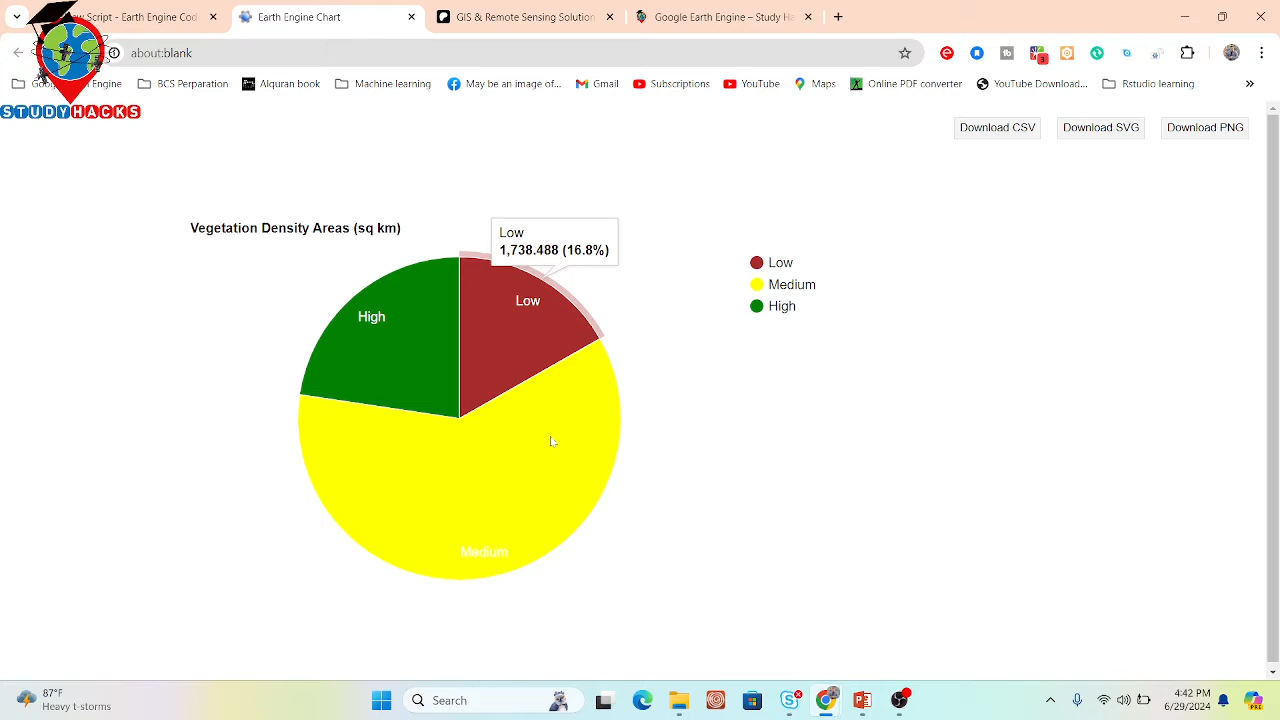 w Script - Earth Engine Cod
Earth Engine Chart
GIS & Remote Sensing Solution
Google Earth Engine - Study Ha
about:blank
Engine
RCS Perpention
Alquran book
Machine learning
May be an image of...
Gmail
Subscriptions
YouTube
Maps
Online PDF converter
YouTube Download...
Rstudio learning
STUDYHACKS
Download CSV
Download SVG
Download PNG
Vegetation Density Areas (sq km)
Low
1,738.488 (16.8%)
Low
High
Medium
Low
Medium
High
87°F
Heavy t-storms
Search
4:42 PM
6/29/2024